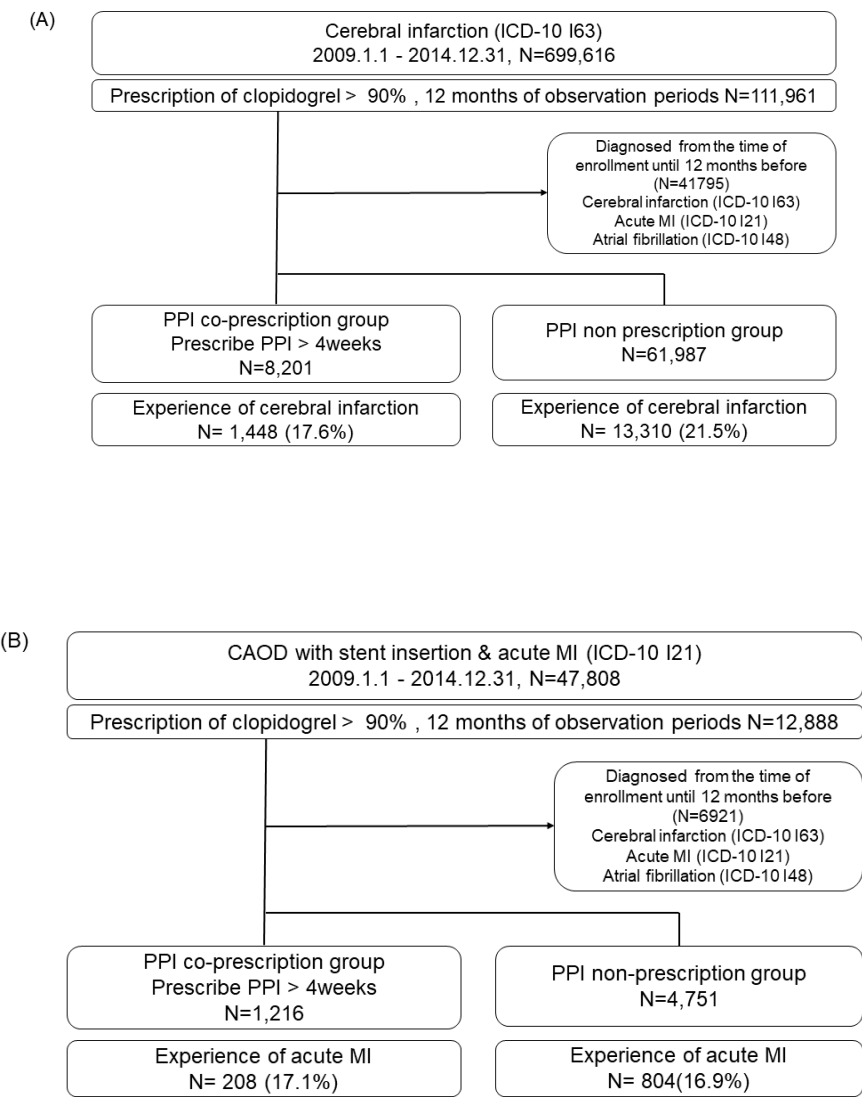 (A)
Cerebral infarction (ICD-10 I63)
2009.1.1 - 2014.12.31, N=699,616
Prescription of clopidogrel > 90% , 12 months of observation periods N=111,961
Diagnosed from the time of
enrollment until 12 months before
(N=41795)
Cerebral infarction (ICD-10 I63)
Acute MI (ICD-10 I21)
Atrial fibrillation (ICD-10 I48)
PPI co-prescription group
Prescribe PPI > 4weeks
N=8,201
PPI non prescription group
N=61,987
Experience of cerebral infarction
N= 1,448 (17.6%)
Experience of cerebral infarction
N= 13,310 (21.5%)
(B)
CAOD with stent insertion & acute MI (ICD-10 I21)
2009.1.1 - 2014.12.31, N=47,808
Prescription of clopidogrel > 90% , 12 months of observation periods N=12,888
Diagnosed from the time of
enrollment until 12 months before
(N=6921)
Cerebral infarction (ICD-10 I63)
Acute MI (ICD-10 I21)
Atrial fibrillation (ICD-10 I48)
PPI co-prescription group
Prescribe PPI > 4weeks
N=1,216
PPI non-prescription group
N=4,751
Experience of acute MI
N= 208 (17.1%)
Experience of acute MI
N= 804(16.9%)